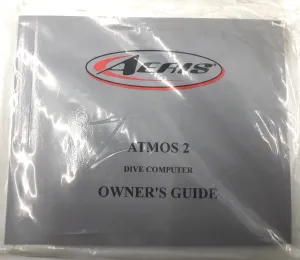 AERIS
ATMOS 2
DIVE COMPUTER
OWNER'S GUIDE